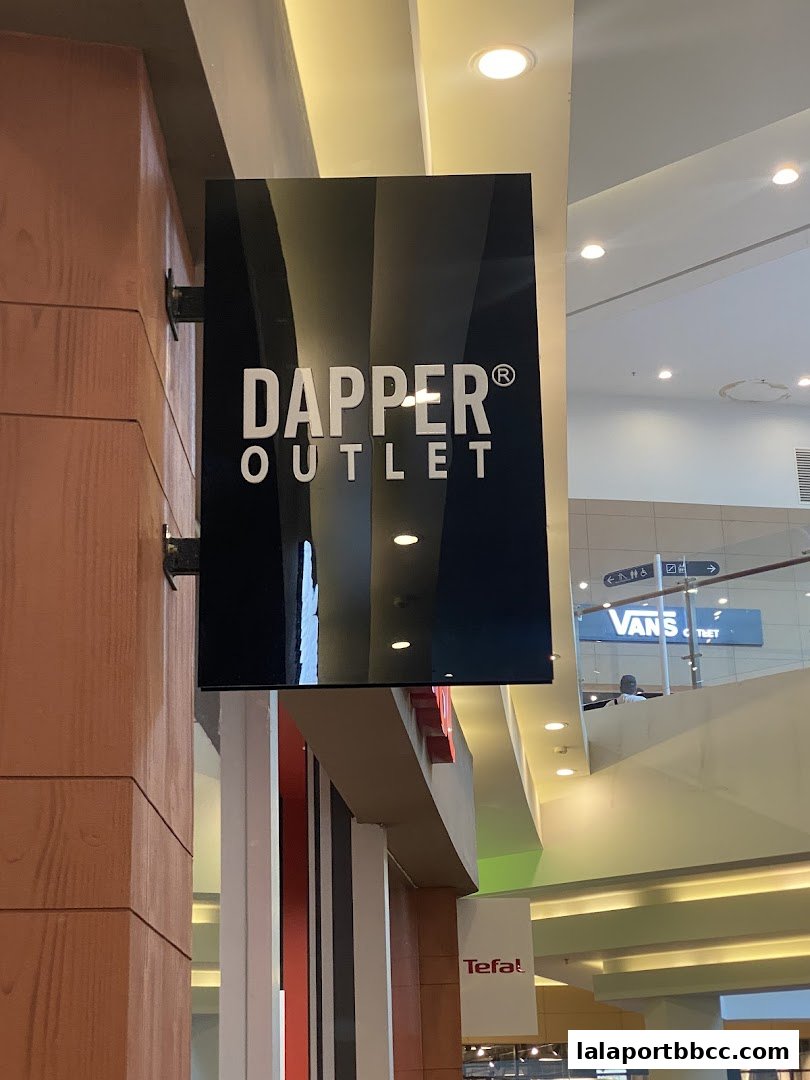 DAPPER®
OUTLET
VANS OUTLET
Tefal
lalaportbbcc.com